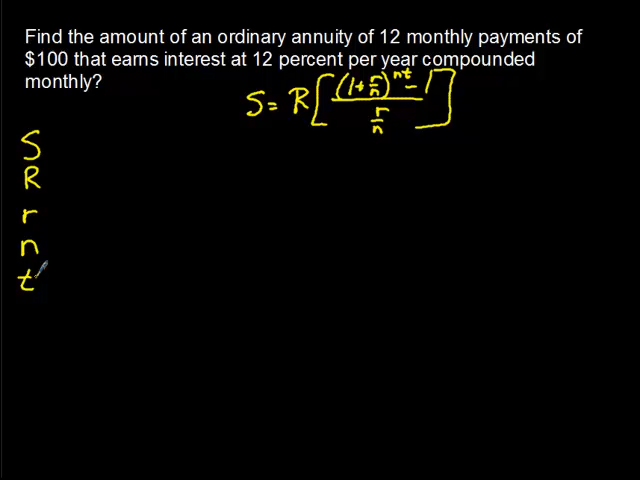 Find the amount of an ordinary annuity of 12 monthly payments of
$100 that earns interest at 12 percent per year compounded
monthly?
S = R [ ((1 + r/n)^nt - 1) / (r/n) ]
S
R
r
n
t